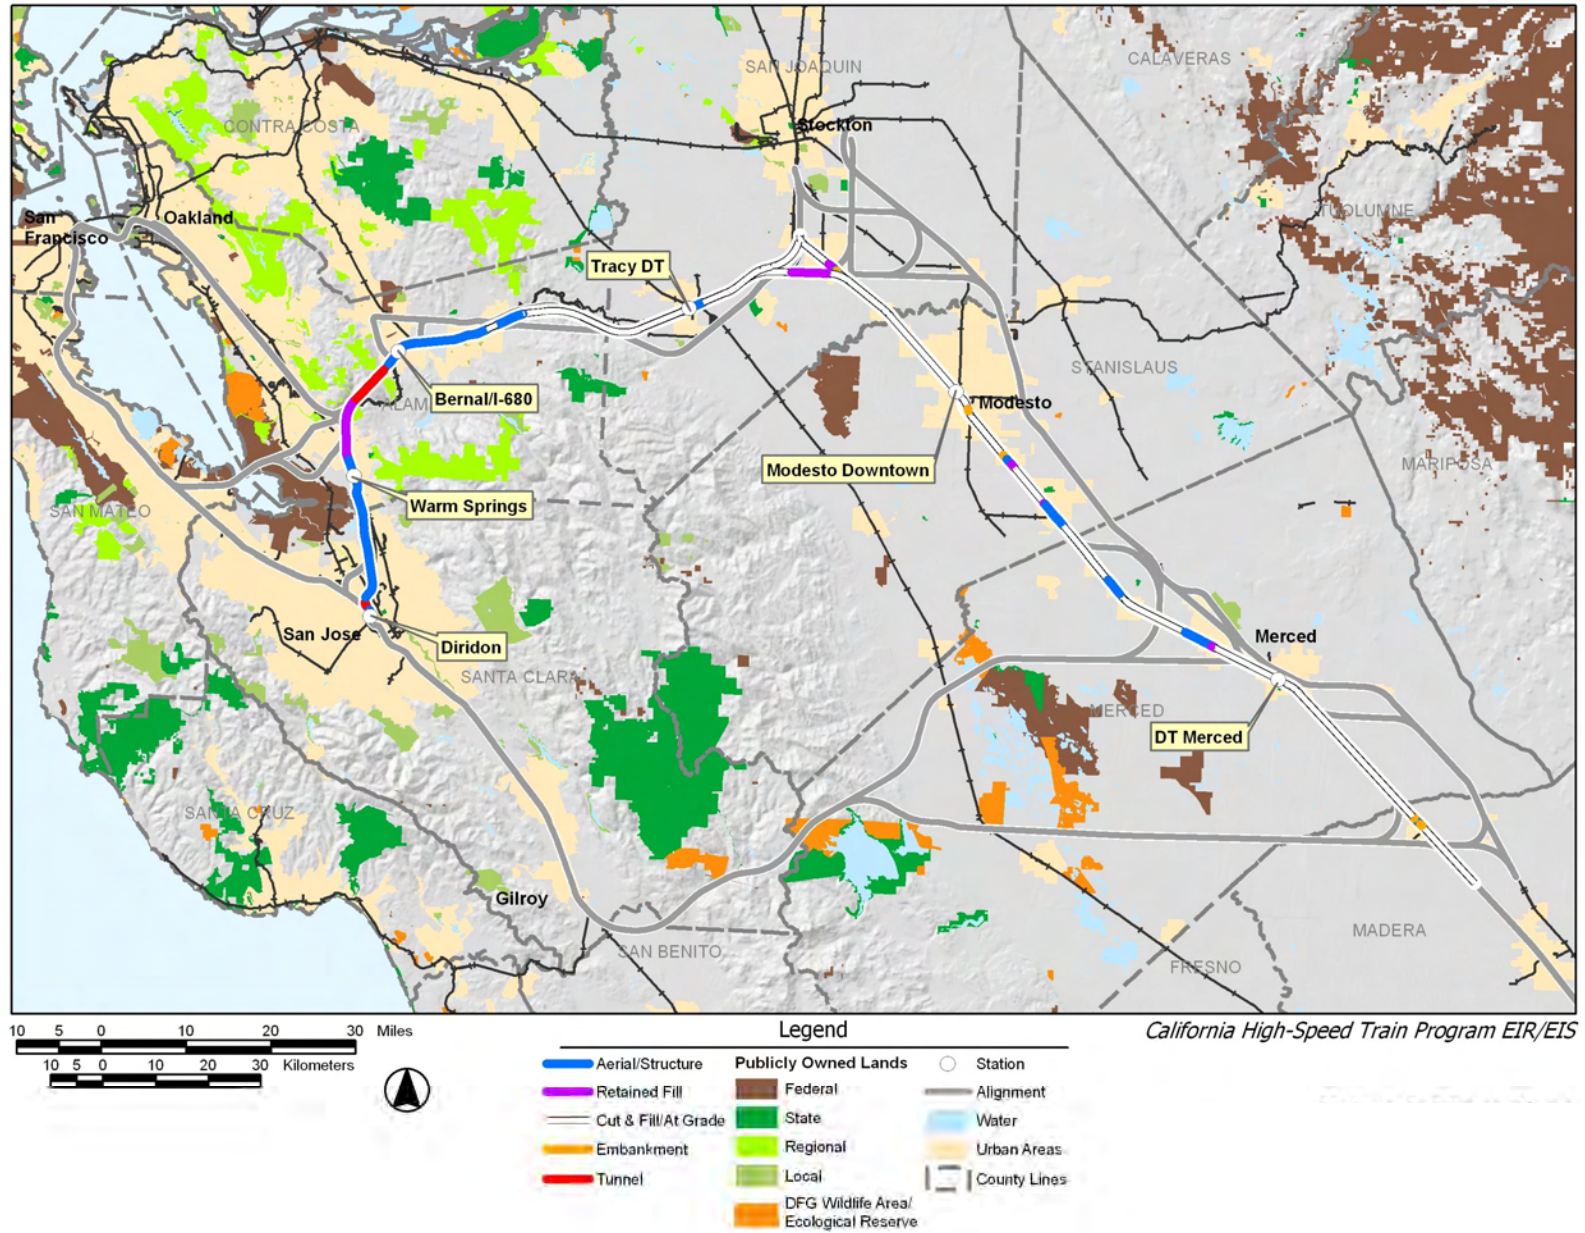 CALAVERAS
SAN JOAQUIN
CONTRA COSTA
Stockton
San
Francisco
Oakland
TUOLUMNE
Tracy DT
STANISLAUS
Bernal/I-680
ALAM
Modesto
Modesto Downtown
MARIPOSA
Warm Springs
SAN MATEO
San Jose
Diridon
Merced
SANTA CLARA
MERCED
DT Merced
SANTA CRUZ
Gilroy
SAN BENITO
MADERA
FRESNO
10 5 0 10 20 30 Miles
10 5 0 10 20 30 Kilometers
Legend
California High-Speed Train Program EIR/EIS
Aerial/Structure
Retained Fill
Cut & Fill/At Grade
Embankment
Tunnel
Publicly Owned Lands
Federal
State
Regional
Local
DFG Wildlife Area/
Ecological Reserve
Station
Alignment
Water
Urban Areas
County Lines